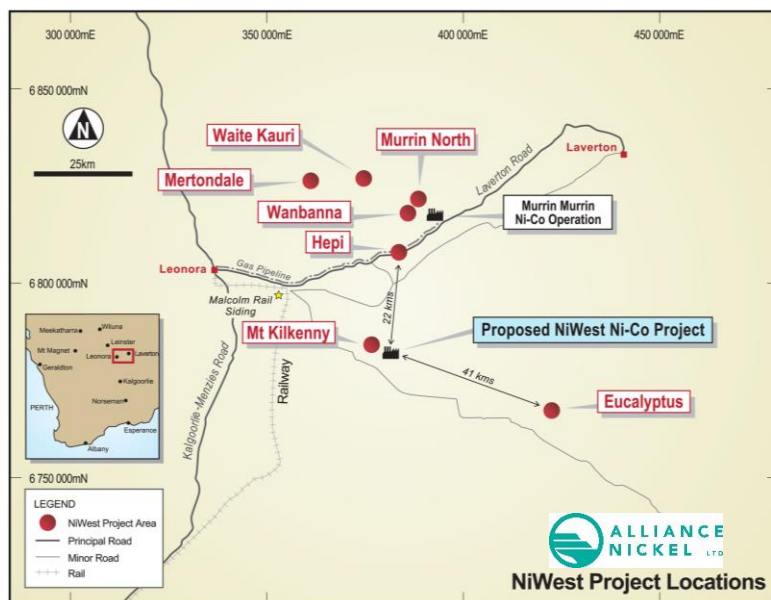 300 000mE
350 000mE
400 000mE
450 000mE
6 850 000mN
N
25km
Waite Kauri
Murrin North
Laverton
Mertondale
Laverton Road
Wanbanna
Murrin Murrin
Ni-Co Operation
Hepi
Leonora
Gas Pipeline
6 800 000mN
Malcolm Rail
Siding
22 kms
Mt Kilkenny
Proposed NiWest Ni-Co Project
41 kms
Eucalyptus
Kalgoorlie-Menzies Road
Railway
Meekatharra
Wiluna
Leinster
Mt Magnet
Leonora
Laverton
Geraldton
Kalgoorlie
PERTH
Norseman
Esperance
Albany
6 750 000mN
LEGEND
NiWest Project Area
Principal Road
Minor Road
Rail
ALLIANCE
NICKEL LTD
NiWest Project Locations